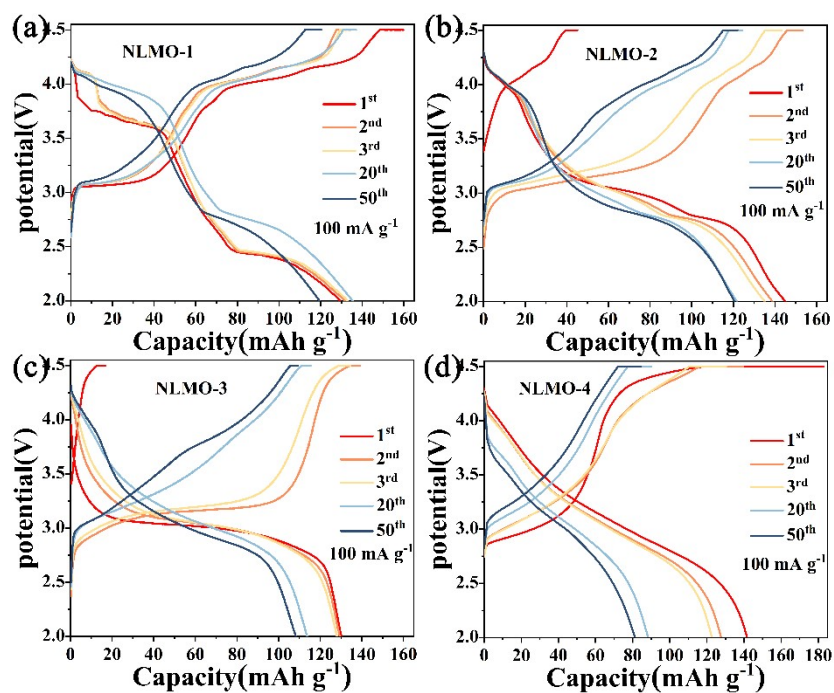 (a)
NLMO-1
potential(V)
4.5
4.0
3.5
3.0
2.5
2.0
0 20 40 60 80 100 120 140 160
Capacity(mAh g-1)
1st
2nd
3rd
20th
50th
100 mA g-1
(b)
NLMO-2
potential(V)
4.5
4.0
3.5
3.0
2.5
2.0
0 20 40 60 80 100 120 140 160
Capacity(mAh g-1)
1st
2nd
3rd
20th
50th
100 mA g-1
(c)
NLMO-3
potential(V)
4.5
4.0
3.5
3.0
2.5
2.0
0 20 40 60 80 100 120 140 160
Capacity(mAh g-1)
1st
2nd
3rd
20th
50th
100 mA g-1
(d)
NLMO-4
potential(V)
4.5
4.0
3.5
3.0
2.5
2.0
0 20 40 60 80 100 120 140 160 180
Capacity(mAh g-1)
1st
2nd
3rd
20th
50th
100 mA g-1